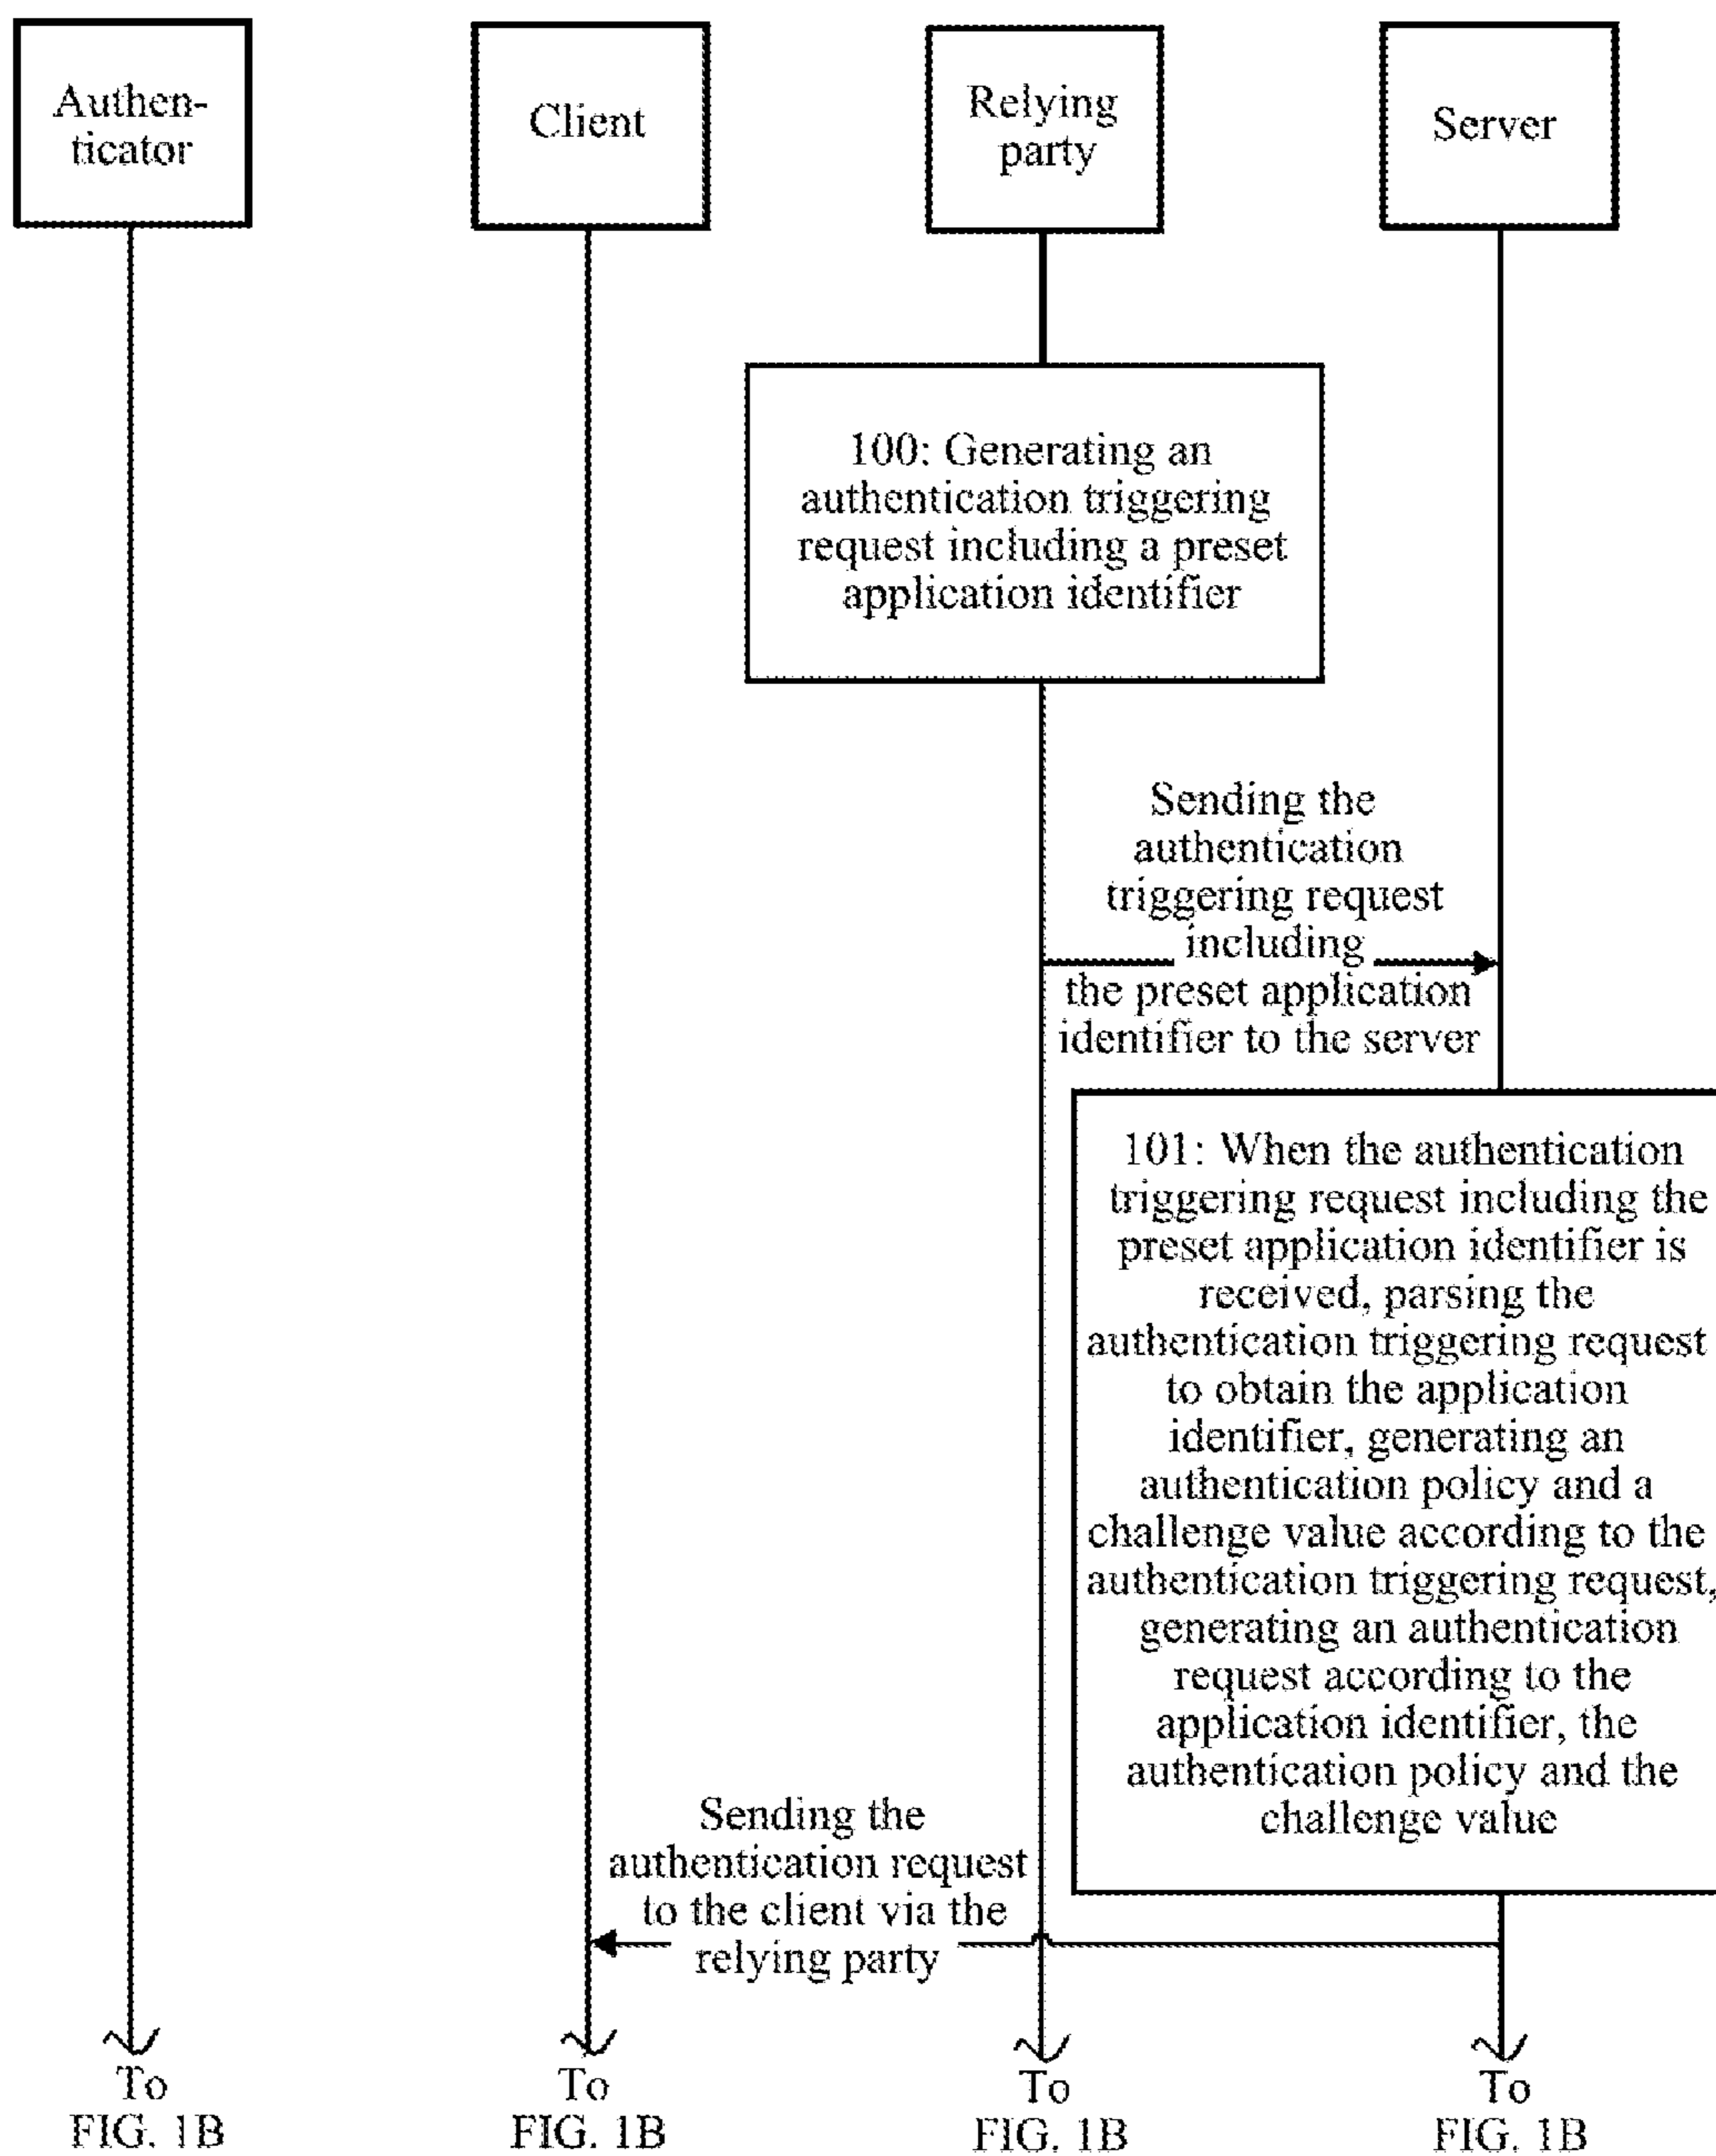 Authen-
ticator
Client
Relying
party
Server
100: Generating an
authentication triggering
request including a preset
application identifier
Sending the
authentication
triggering request
including
the preset application
identifier to the server
101: When the authentication
triggering request including the
preset application identifier is
received, parsing the
authentication triggering request
to obtain the application
identifier, generating an
authentication policy and a
challenge value according to the
authentication triggering request,
generating an authentication
request according to the
application identifier, the
authentication policy and the
challenge value
Sending the
authentication request
to the client via the
relying party
To
FIG. 1B
To
FIG. 1B
To
FIG. 1B
To
FIG. 1B